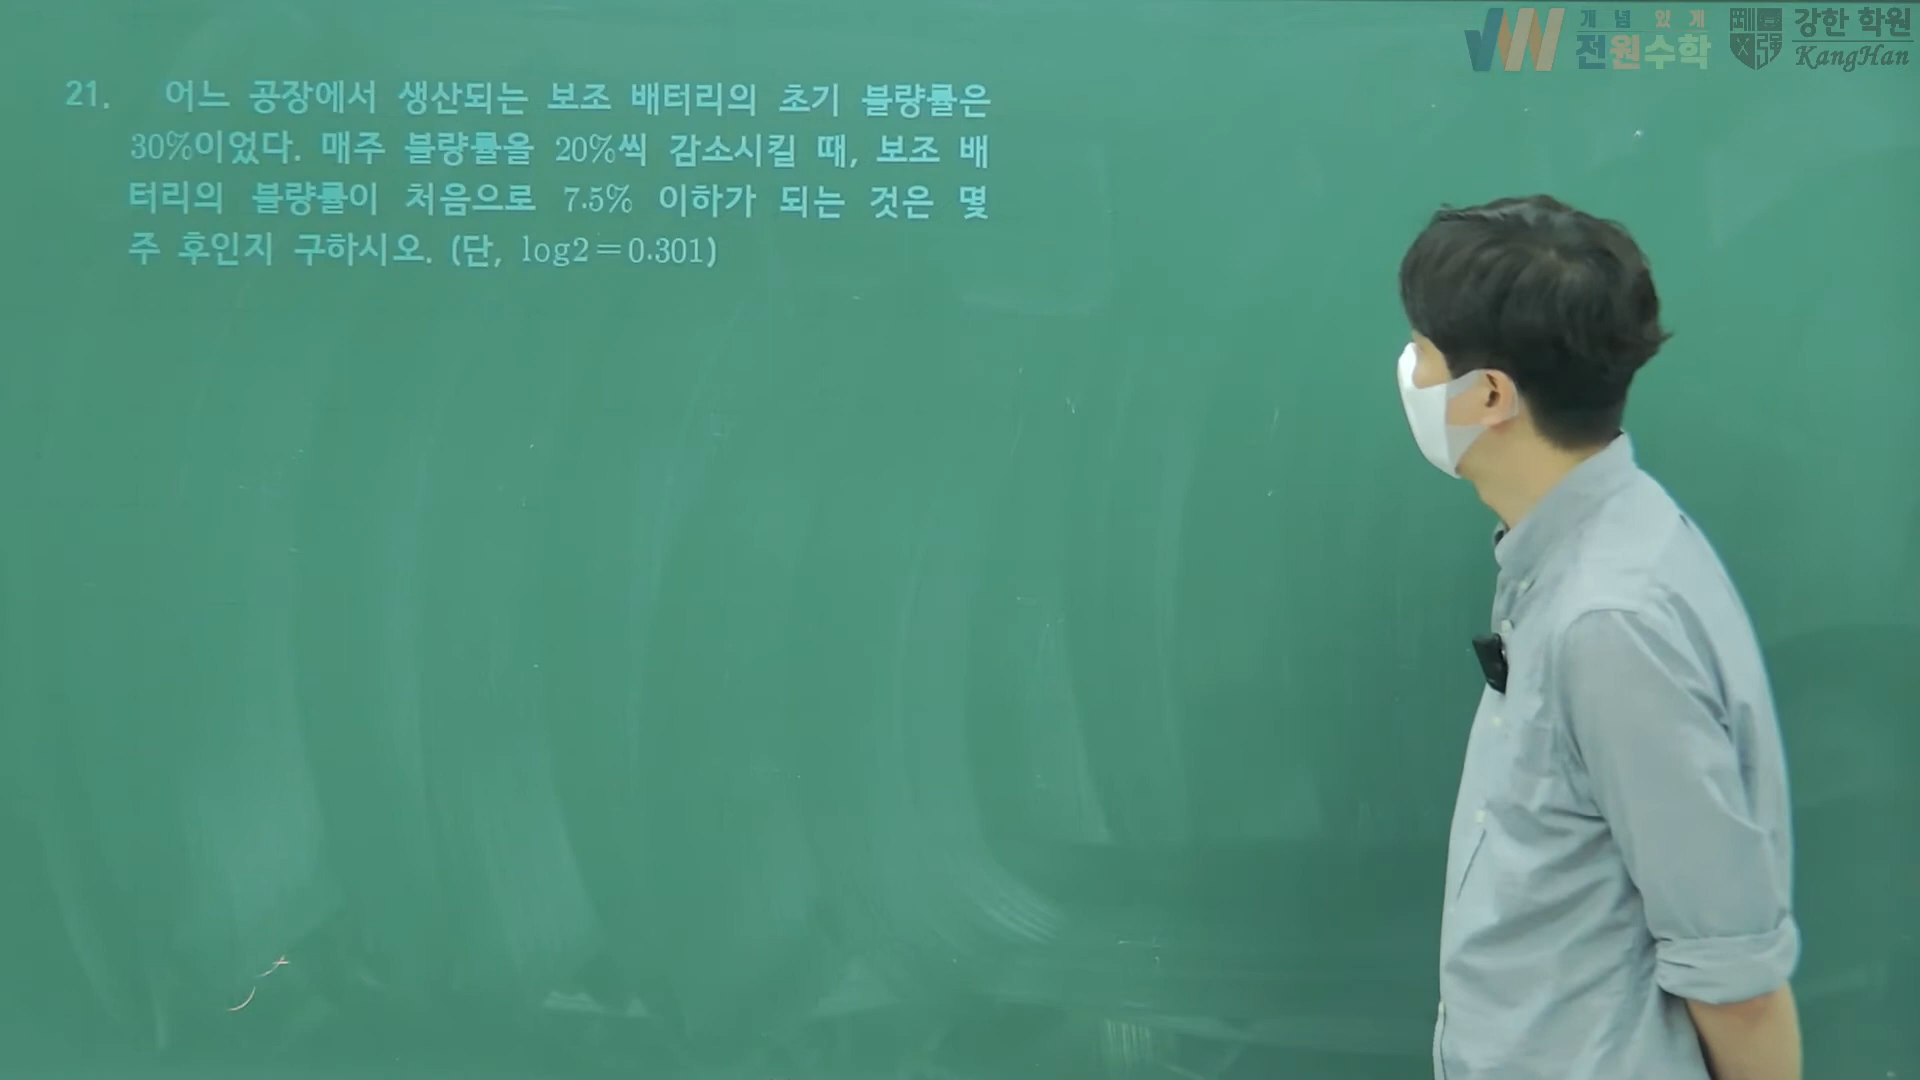 개념있게
전원수학
강한 학원
KangHan
21. 어느 공장에서 생산되는 보조 배터리의 초기 불량률은
30%이었다. 매주 불량률을 20%씩 감소시킬 때, 보조 배
터리의 불량률이 처음으로 7.5% 이하가 되는 것은 몇
주 후인지 구하시오. (단, log2=0.301)